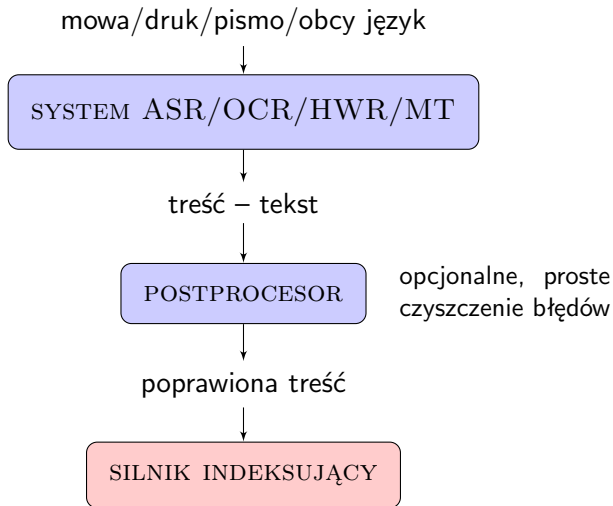 mowa/druk/pismo/obcy język
SYSTEM ASR/OCR/HWR/MT
treść – tekst
POSTPROCESOR
opcjonalne, proste
czyszczenie błędów
poprawiona treść
SILNIK INDEKSUJĄCY